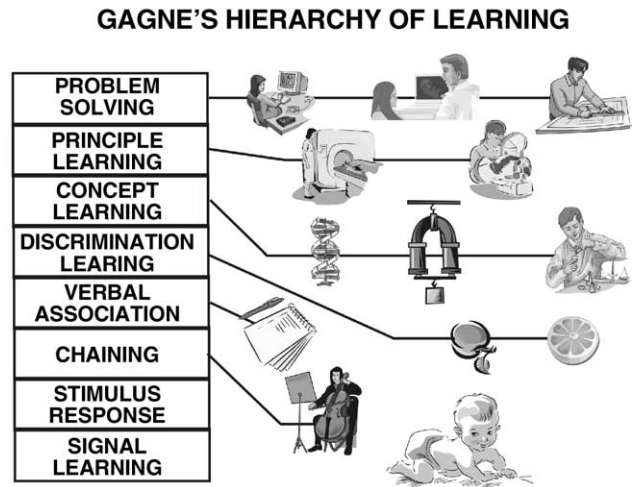 GAGNE'S HIERARCHY OF LEARNING
PROBLEM
SOLVING
PRINCIPLE
LEARNING
CONCEPT
LEARNING
DISCRIMINATION
LEARING
VERBAL
ASSOCIATION
CHAINING
STIMULUS
RESPONSE
SIGNAL
LEARNING